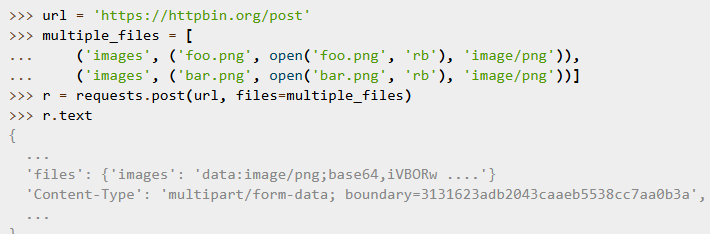 >>> url = 'https://httpbin.org/post'
>>> multiple_files = [
...     ('images', ('foo.png', open('foo.png', 'rb'), 'image/png')),
...     ('images', ('bar.png', open('bar.png', 'rb'), 'image/png'))]
>>> r = requests.post(url, files=multiple_files)
>>> r.text
{
  ...
  'files': {'images': 'data:image/png;base64,iVBORw ....'}
  'Content-Type': 'multipart/form-data; boundary=3131623adb2043caaeb5538cc7aa0b3a',
  ...
}